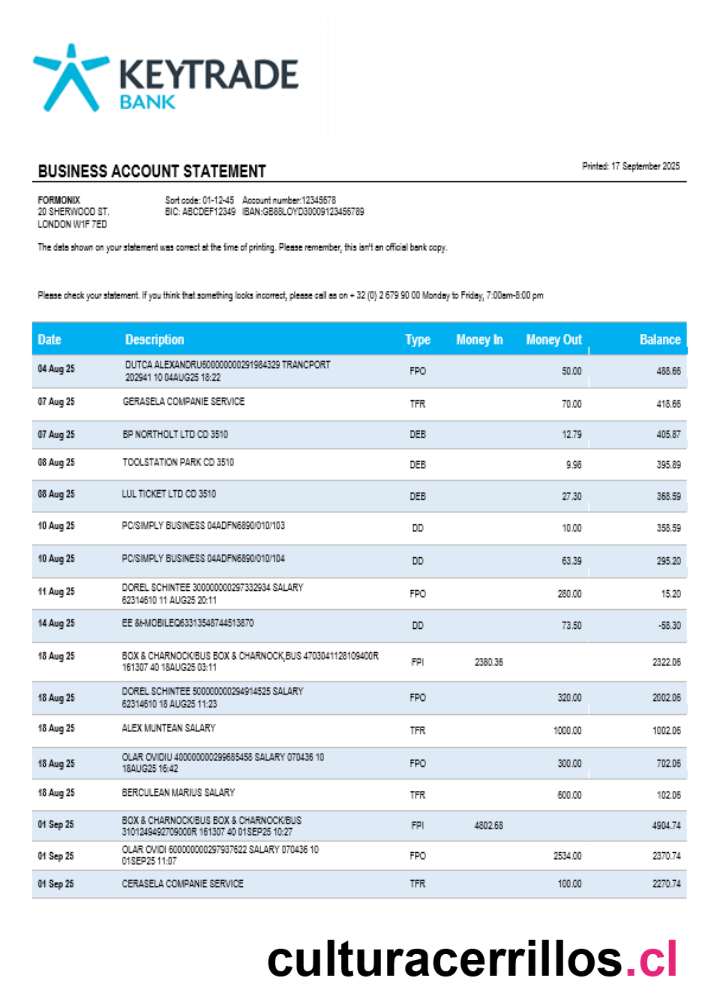 KEYTRADE
BANK
BUSINESS ACCOUNT STATEMENT
Printed: 17 September 2025
FORMONIX
Sort code: 01-12-45 Account number:12345678
20 SHERWOOD ST.
BIC: ABCDEF12349 IBAN:GB88LOYD30009123456789
LONDON W1F 7ED
The data shown on your statement was correct at the time of printing. Please remember, this isn't an official bank copy.
Please check your statement. If you think that something looks incorrect, please call as on + 32 (0) 2 679 90 00 Monday to Friday, 7:00am-8:00 pm
Date Description Type Money In Money Out Balance
04 Aug 25 DUTCA ALEXANDRU600000000291984329 TRANCPORT
202941 10 04AUG25 18:22 FPO 50.00 488.66
07 Aug 25 GERASELA COMPANIE SERVICE TFR 70.00 418.66
07 Aug 25 BP NORTHOLT LTD CD 3510 DEB 12.79 405.87
08 Aug 25 TOOLSTATION PARK CD 3510 DEB 9.98 395.89
08 Aug 25 LUL TICKET LTD CD 3510 DEB 27.30 368.59
10 Aug 25 PC/SIMPLY BUSINESS 04ADFN6890/010/103 DD 10.00 358.59
10 Aug 25 PC/SIMPLY BUSINESS 04ADFN6890/010/104 DD 63.39 295.20
11 Aug 25 DOREL SCHINTEE 300000000297332934 SALARY
62314610 11 AUG25 20:11 FPO 280.00 15.20
14 Aug 25 EE &t-MOBILEQ63313548744513870 DD 73.50 -58.30
18 Aug 25 BOX & CHARNOCK/BUS BOX & CHARNOCK,BUS 4703041128109400R
161307 40 18AUG25 03:11 FPI 2380.36 2322.06
18 Aug 25 DOREL SCHINTEE 500000000294914525 SALARY
62314610 18 AUG25 11:23 FPO 320.00 2002.06
18 Aug 25 ALEX MUNTEAN SALARY TFR 1000.00 1002.06
18 Aug 25 OLAR OVIDIU 400000000299685458 SALARY 070436 10
18AUG25 16:42 FPO 300.00 702.06
18 Aug 25 BERCULEAN MARIUS SALARY TFR 600.00 102.06
01 Sep 25 BOX & CHARNOCK/BUS BOX & CHARNOCK/BUS
3101249492709000R 161307 40 01SEP25 10:27 FPI 4802.68 4904.74
01 Sep 25 OLAR OVIDI 600000000297937622 SALARY 070436 10
01SEP25 11:07 FPO 2534.00 2370.74
01 Sep 25 CERASELA COMPANIE SERVICE TFR 100.00 2270.74
culturacerrillos.cl